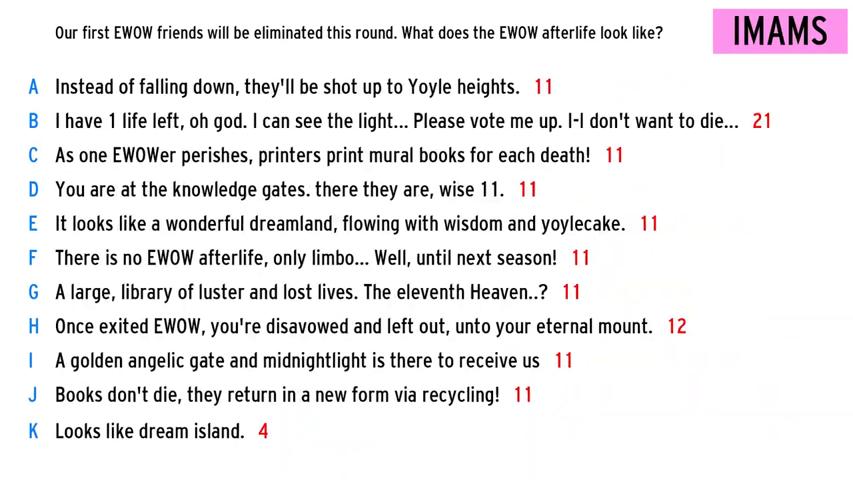 Our first EWOW friends will be eliminated this round. What does the EWOW afterlife look like?
IMAMS
A Instead of falling down, they'll be shot up to Yoyle heights. 11
B I have 1 life left, oh god. I can see the light... Please vote me up. I-I don't want to die... 21
C As one EWOWer perishes, printers print mural books for each death! 11
D You are at the knowledge gates. there they are, wise 11. 11
E It looks like a wonderful dreamland, flowing with wisdom and yoylecake. 11
F There is no EWOW afterlife, only limbo... Well, until next season! 11
G A large, library of luster and lost lives. The eleventh Heaven..? 11
H Once exited EWOW, you're disavowed and left out, unto your eternal mount. 12
I A golden angelic gate and midnightlight is there to receive us 11
J Books don't die, they return in a new form via recycling! 11
K Looks like dream island. 4